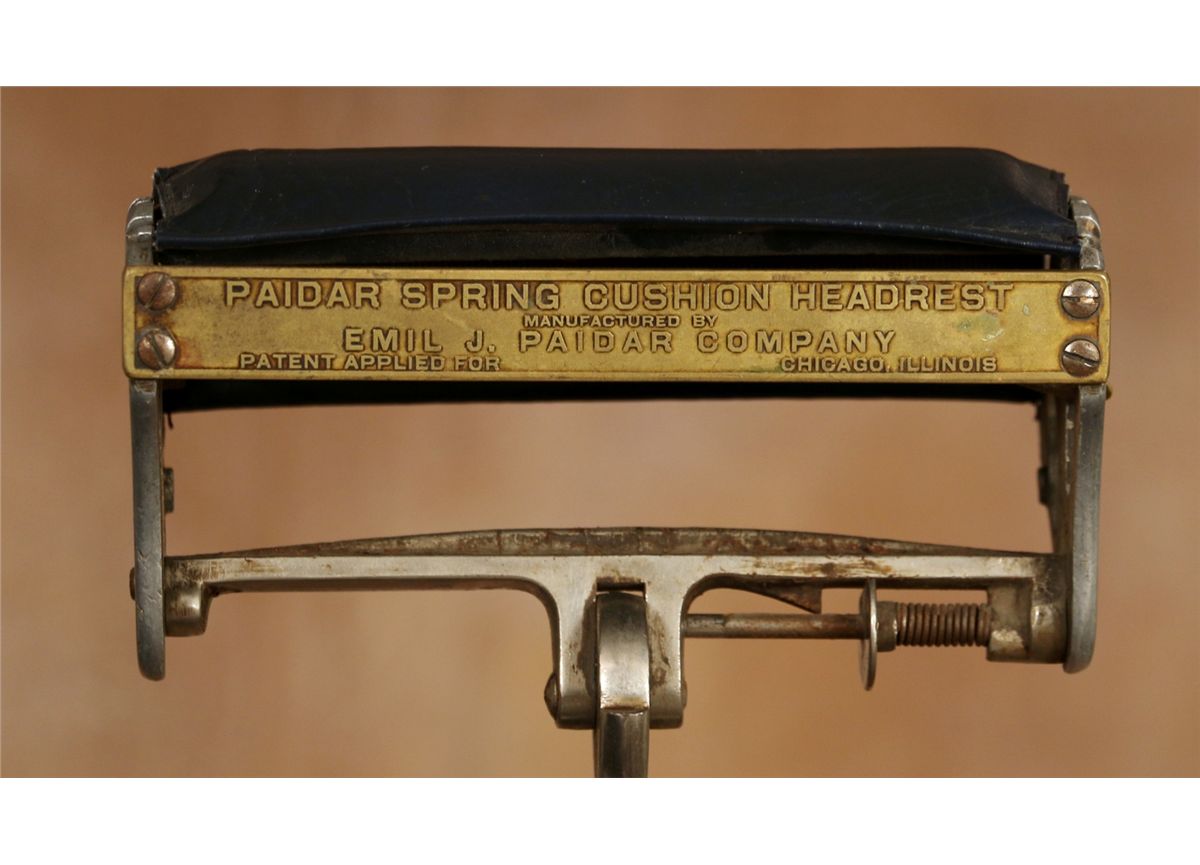 PAIDAR SPRING CUSHION HEADREST
MANUFACTURED BY
EMIL J. PAIDAR COMPANY
PATENT APPLIED FOR CHICAGO, ILLINOIS